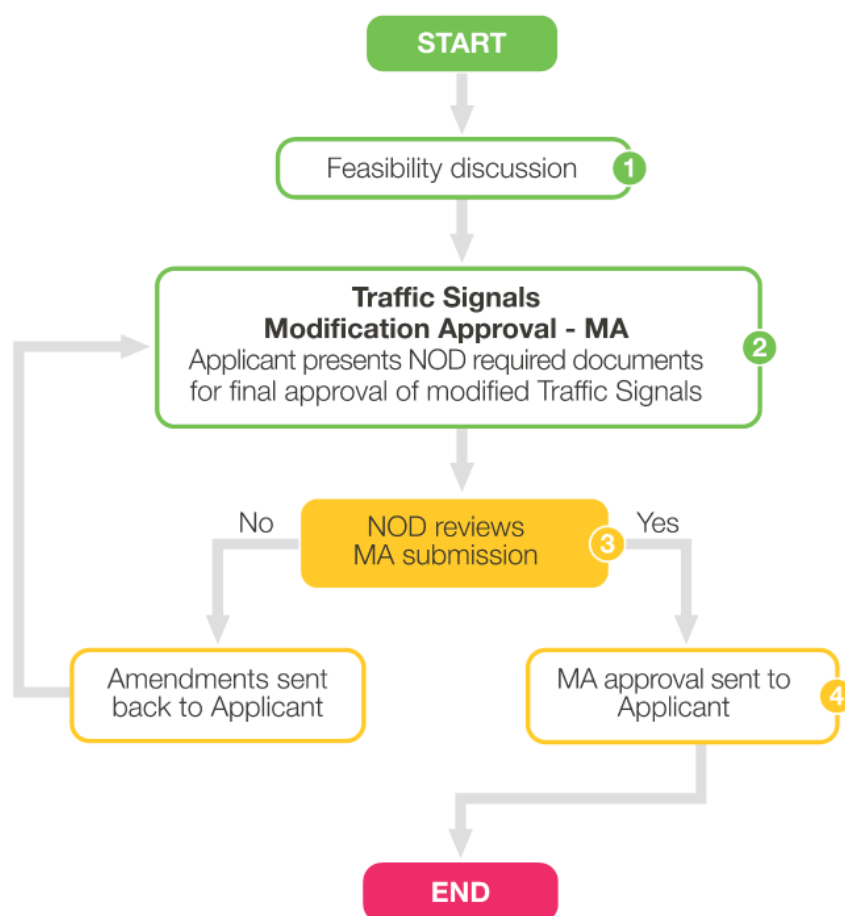 START
Feasibility discussion
1
Traffic Signals
Modification Approval - MA
Applicant presents NOD required documents
for final approval of modified Traffic Signals
2
No
NOD reviews
MA submission
3
Yes
Amendments sent
back to Applicant
MA approval sent to
Applicant
4
END